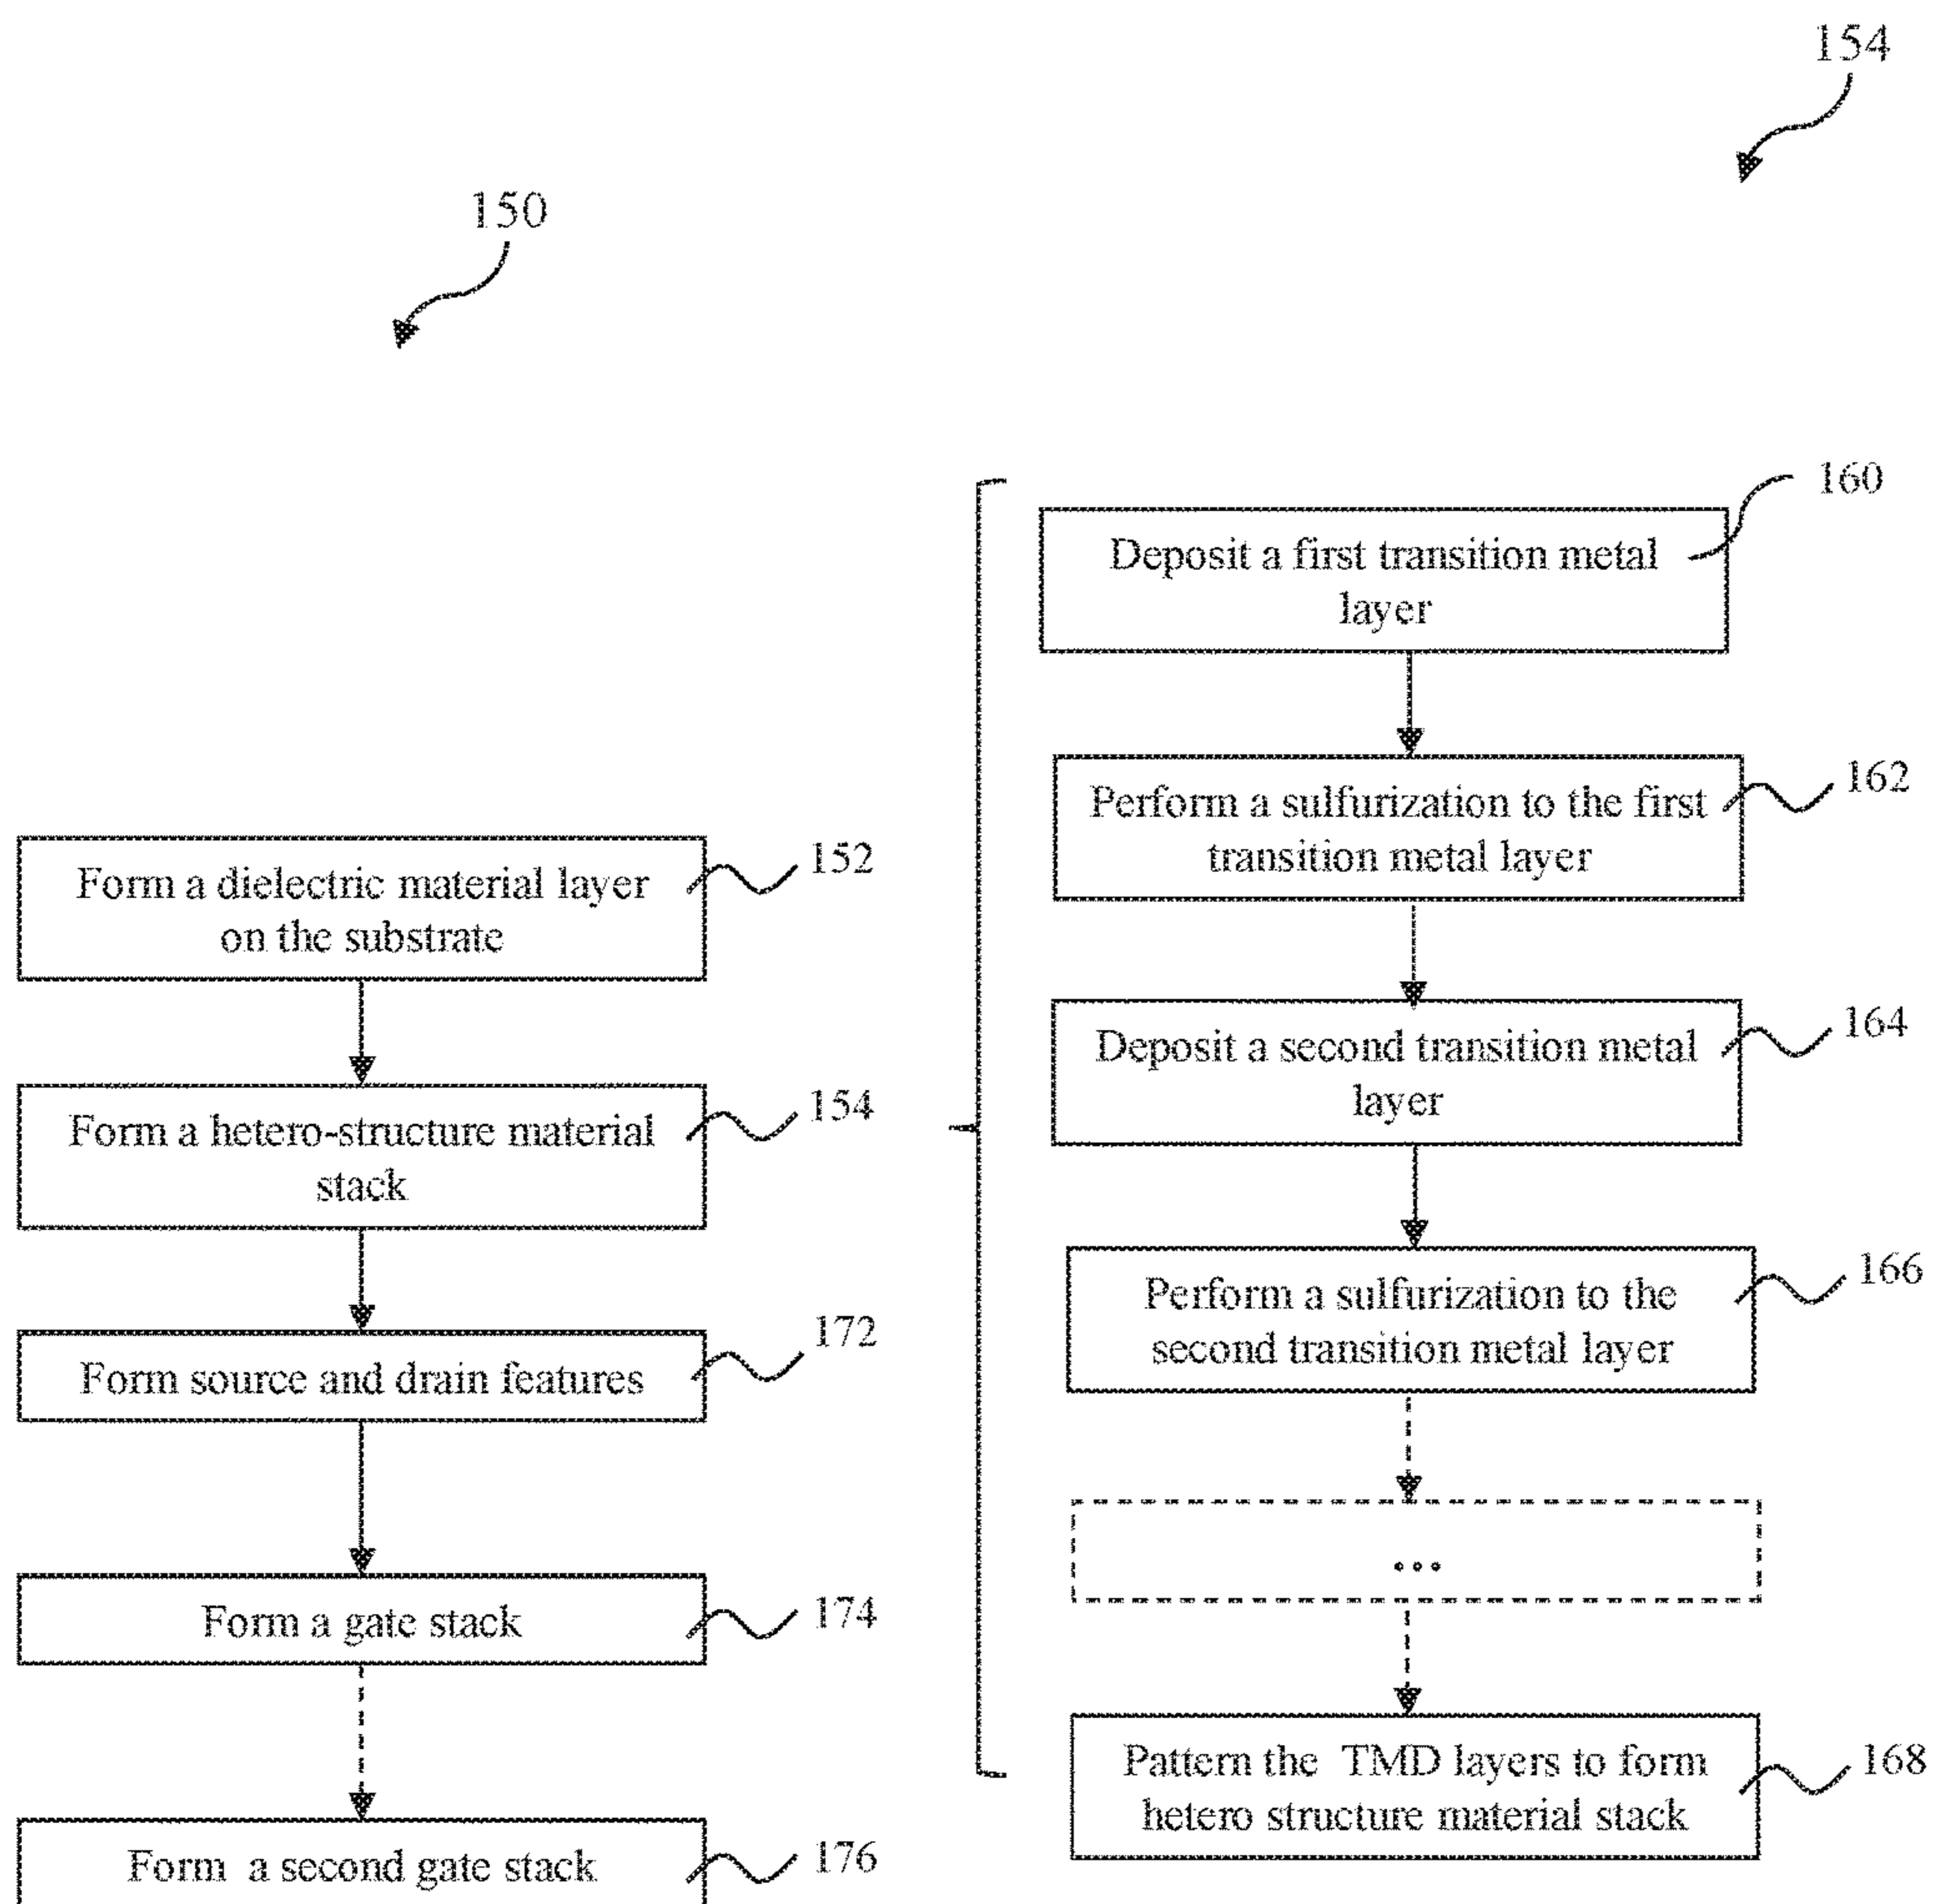 154
150
160
Deposit a first transition metal
layer
162
Perform a sulfurization to the first
transition metal layer
152
Form a dielectric material layer
on the substrate
164
Deposit a second transition metal
layer
154
Form a hetero-structure material
stack
166
Perform a sulfurization to the
second transition metal layer
172
Form source and drain features
...
174
Form a gate stack
168
Pattern the TMD layers to form
hetero structure material stack
176
Form a second gate stack